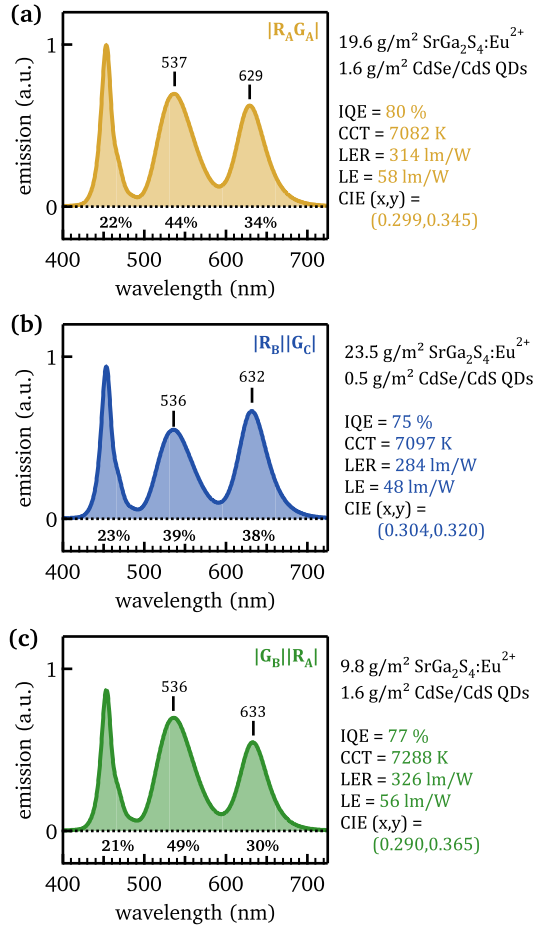 (a)
|R_AG_A|
537
629
1
0
emission (a.u.)
22% 44% 34%
400 500 600 700
wavelength (nm)
19.6 g/m² SrGa₂S₄:Eu²⁺
1.6 g/m² CdSe/CdS QDs
IQE = 80 %
CCT = 7082 K
LER = 314 lm/W
LE = 58 lm/W
CIE (x,y) =
(0.299,0.345)
(b)
|R_B||G_C|
536
632
1
0
emission (a.u.)
23% 39% 38%
400 500 600 700
wavelength (nm)
23.5 g/m² SrGa₂S₄:Eu²⁺
0.5 g/m² CdSe/CdS QDs
IQE = 75 %
CCT = 7097 K
LER = 284 lm/W
LE = 48 lm/W
CIE (x,y) =
(0.304,0.320)
(c)
|G_B||R_A|
536
633
1
0
emission (a.u.)
21% 49% 30%
400 500 600 700
wavelength (nm)
9.8 g/m² SrGa₂S₄:Eu²⁺
1.6 g/m² CdSe/CdS QDs
IQE = 77 %
CCT = 7288 K
LER = 326 lm/W
LE = 56 lm/W
CIE (x,y) =
(0.290,0.365)